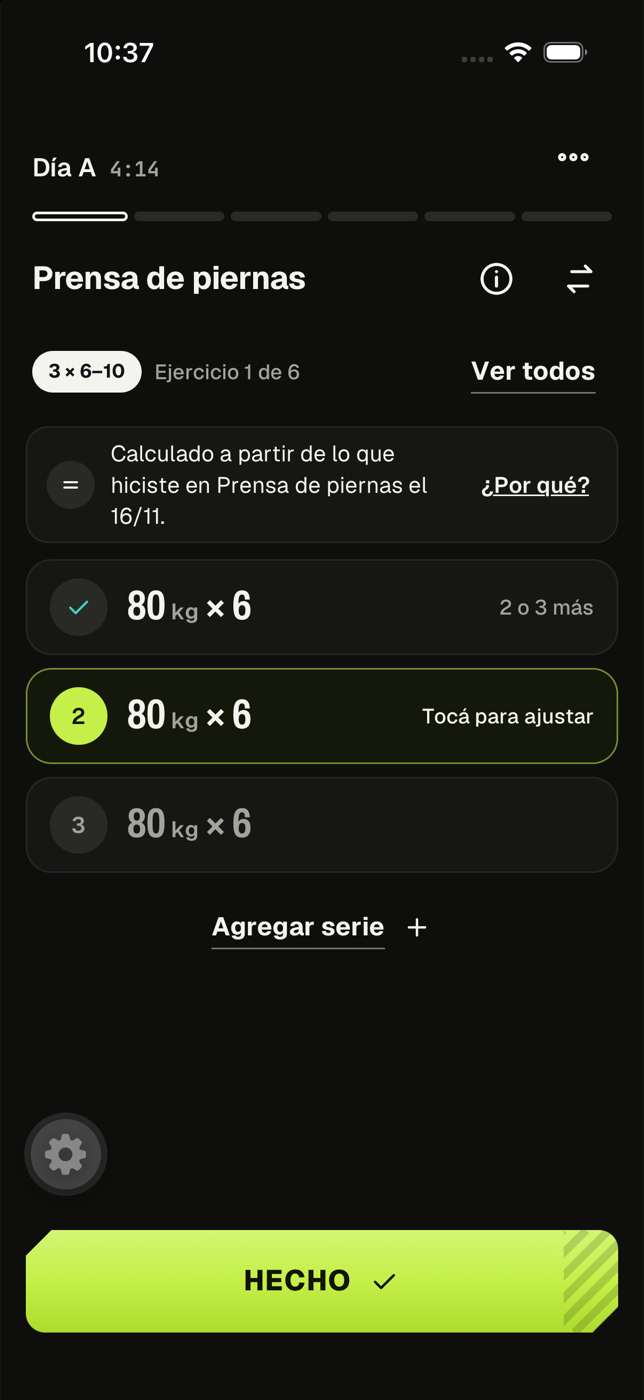 10:37
Día A 4:14
Prensa de piernas
3 × 6–10 Ejercicio 1 de 6 Ver todos
Calculado a partir de lo que
hiciste en Prensa de piernas el
16/11.
¿Por qué?
80 kg × 6 2 o 3 más
2 80 kg × 6 Tocá para ajustar
3 80 kg × 6
Agregar serie +
HECHO